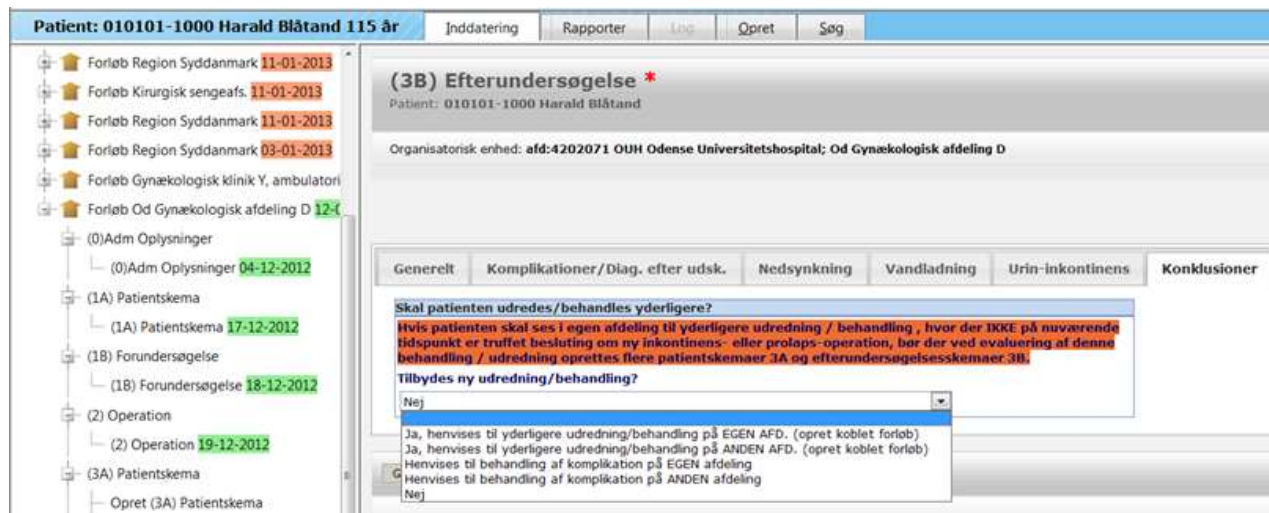 Patient: 010101-1000 Harald Blåtand 115 år
Inddatering
Rapporter
Log
Opret
Søg
Forløb Region Syddanmark 11-01-2013
Forløb Kirurgisk sengeafs. 11-01-2013
Forløb Region Syddanmark 11-01-2013
Forløb Region Syddanmark 03-01-2013
Forløb Gynækologisk klinik Y, ambulatori
Forløb Od Gynækologisk afdeling D 12-0
(0)Adm Oplysninger
(0)Adm Oplysninger 04-12-2012
(1A) Patientskema
(1A) Patientskema 17-12-2012
(1B) Forundersøgelse
(1B) Forundersøgelse 18-12-2012
(2) Operation
(2) Operation 19-12-2012
(3A) Patientskema
Opret (3A) Patientskema
(3B) Efterundersøgelse *
Patient: 010101-1000 Harald Blåtand
Organisatorisk enhed: afd:4202071 OUH Odense Universitetshospital; Od Gynækologisk afdeling D
Generelt
Komplikationer/Diag. efter udsk.
Nedsynkning
Vandladning
Urin-inkontinens
Konklusioner
Skal patienten udredes/behandles yderligere?
Hvis patienten skal ses i egen afdeling til yderligere udredning / behandling , hvor der IKKE på nuværende
tidspunkt er truffet beslutning om ny inkontinens- eller prolaps-operation, bør der ved evaluering af denne
behandling / udredning oprettes flere patientskemaer 3A og efterundersøgelsesskemaer 3B.
Tilbydes ny udredning/behandling?
Nej
Ja, henvises til yderligere udredning/behandling på EGEN AFD. (opret koblet forløb)
Ja, henvises til yderligere udredning/behandling på ANDEN AFD. (opret koblet forløb)
Henvises til behandling af komplikation på EGEN afdeling
Henvises til behandling af komplikation på ANDEN afdeling
Nej